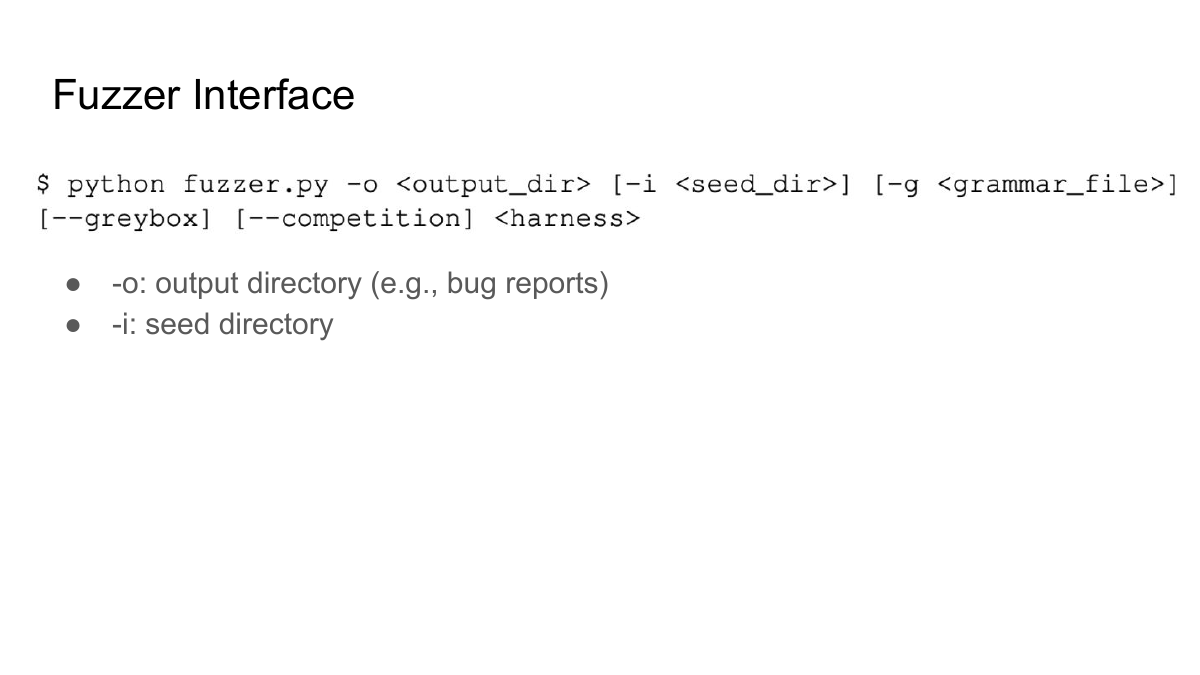 Fuzzer Interface
$ python fuzzer.py -o <output_dir> [-i <seed_dir>] [-g <grammar_file>]
[--greybox] [--competition] <harness>
● -o: output directory (e.g., bug reports)
● -i: seed directory